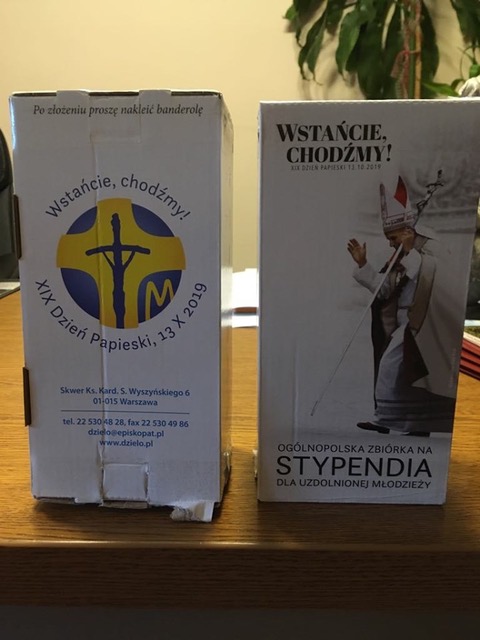 Po złożeniu proszę nakleić banderolę
Wstańcie, chodźmy!
M
XIX Dzień Papieski, 13 X 2019
Skwer Ks. Kard. S. Wyszyńskiego 6
01-015 Warszawa
tel. 22 530 48 28, fax 22 530 49 86
dzielo@episkopat.pl
www.dzielo.pl
WSTAŃCIE,
CHODŹMY!
XIX DZIEŃ PAPIESKI 13.10.2019
OGÓLNOPOLSKA ZBIÓRKA NA
STYPENDIA
DLA UZDOLNIONEJ MŁODZIEŻY